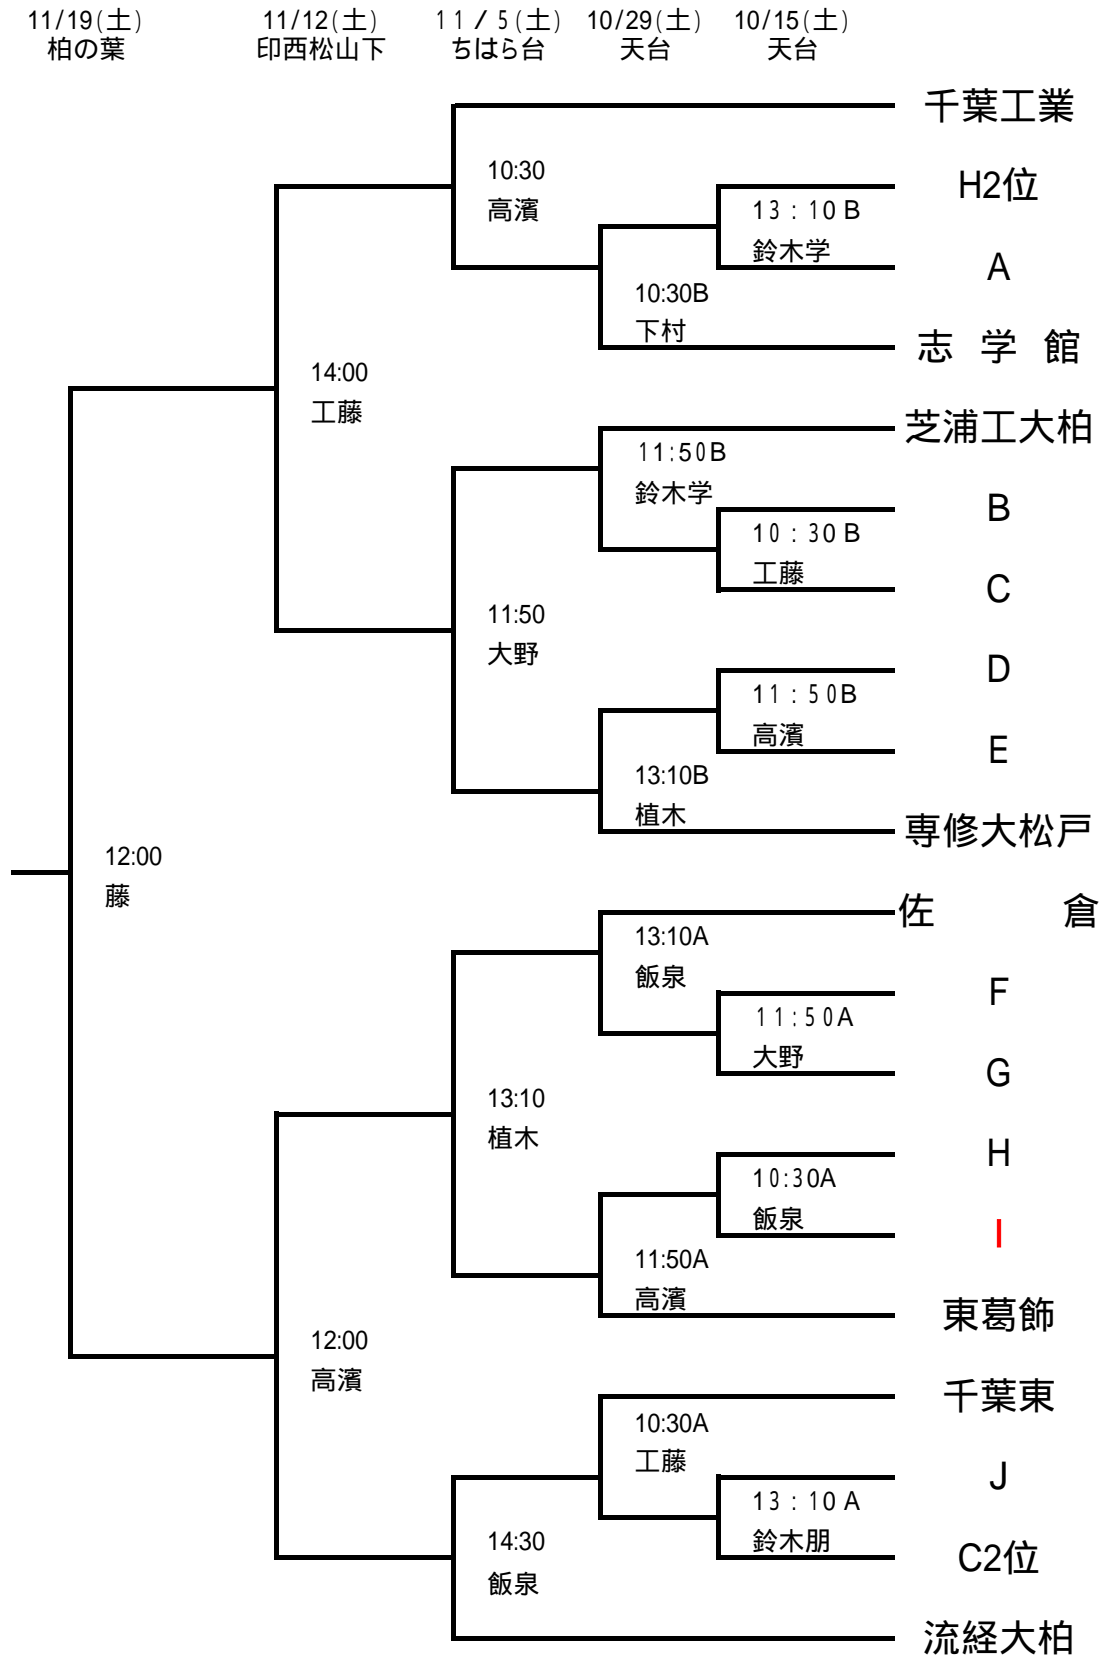 11/19(土) 11/12(土) 11/5(土) 10/29(土) 10/15(土)
柏の葉 印西松山下 ちはら台 天台 天台
千葉工業
10:30
高濱
H2位
13:10B
鈴木学
A
10:30B
下村
志学館
14:00
工藤
芝浦工大柏
11:50B
鈴木学
B
10:30B
工藤
C
11:50
大野
D
11:50B
高濱
E
13:10B
植木
専修大松戸
12:00
藤
佐倉
13:10A
飯泉
F
11:50A
大野
G
13:10
植木
H
10:30A
飯泉
I
11:50A
高濱
東葛飾
12:00
高濱
千葉東
10:30A
工藤
J
13:10A
鈴木朋
C2位
14:30
飯泉
流経大柏